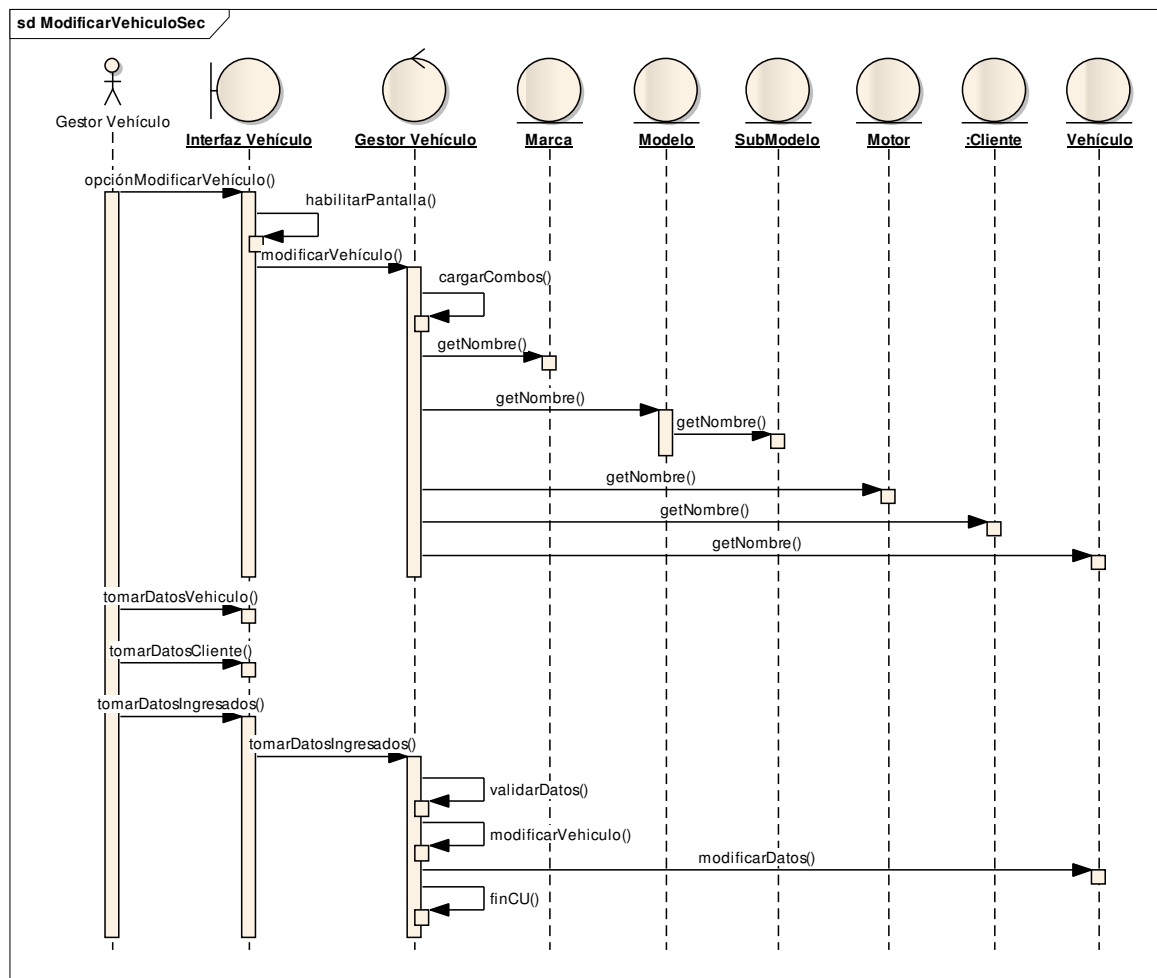 sd ModificarVehiculoSec
Gestor Vehículo
Interfaz Vehículo
Gestor Vehículo
Marca
Modelo
SubModelo
Motor
:Cliente
Vehículo
opciónModificarVehículo()
habilitarPantalla()
modificarVehículo()
cargarCombos()
getNombre()
getNombre()
getNombre()
getNombre()
getNombre()
getNombre()
tomarDatosVehiculo()
tomarDatosCliente()
tomarDatosIngresados()
tomarDatosIngresados()
validarDatos()
modificarVehiculo()
modificarDatos()
finCU()